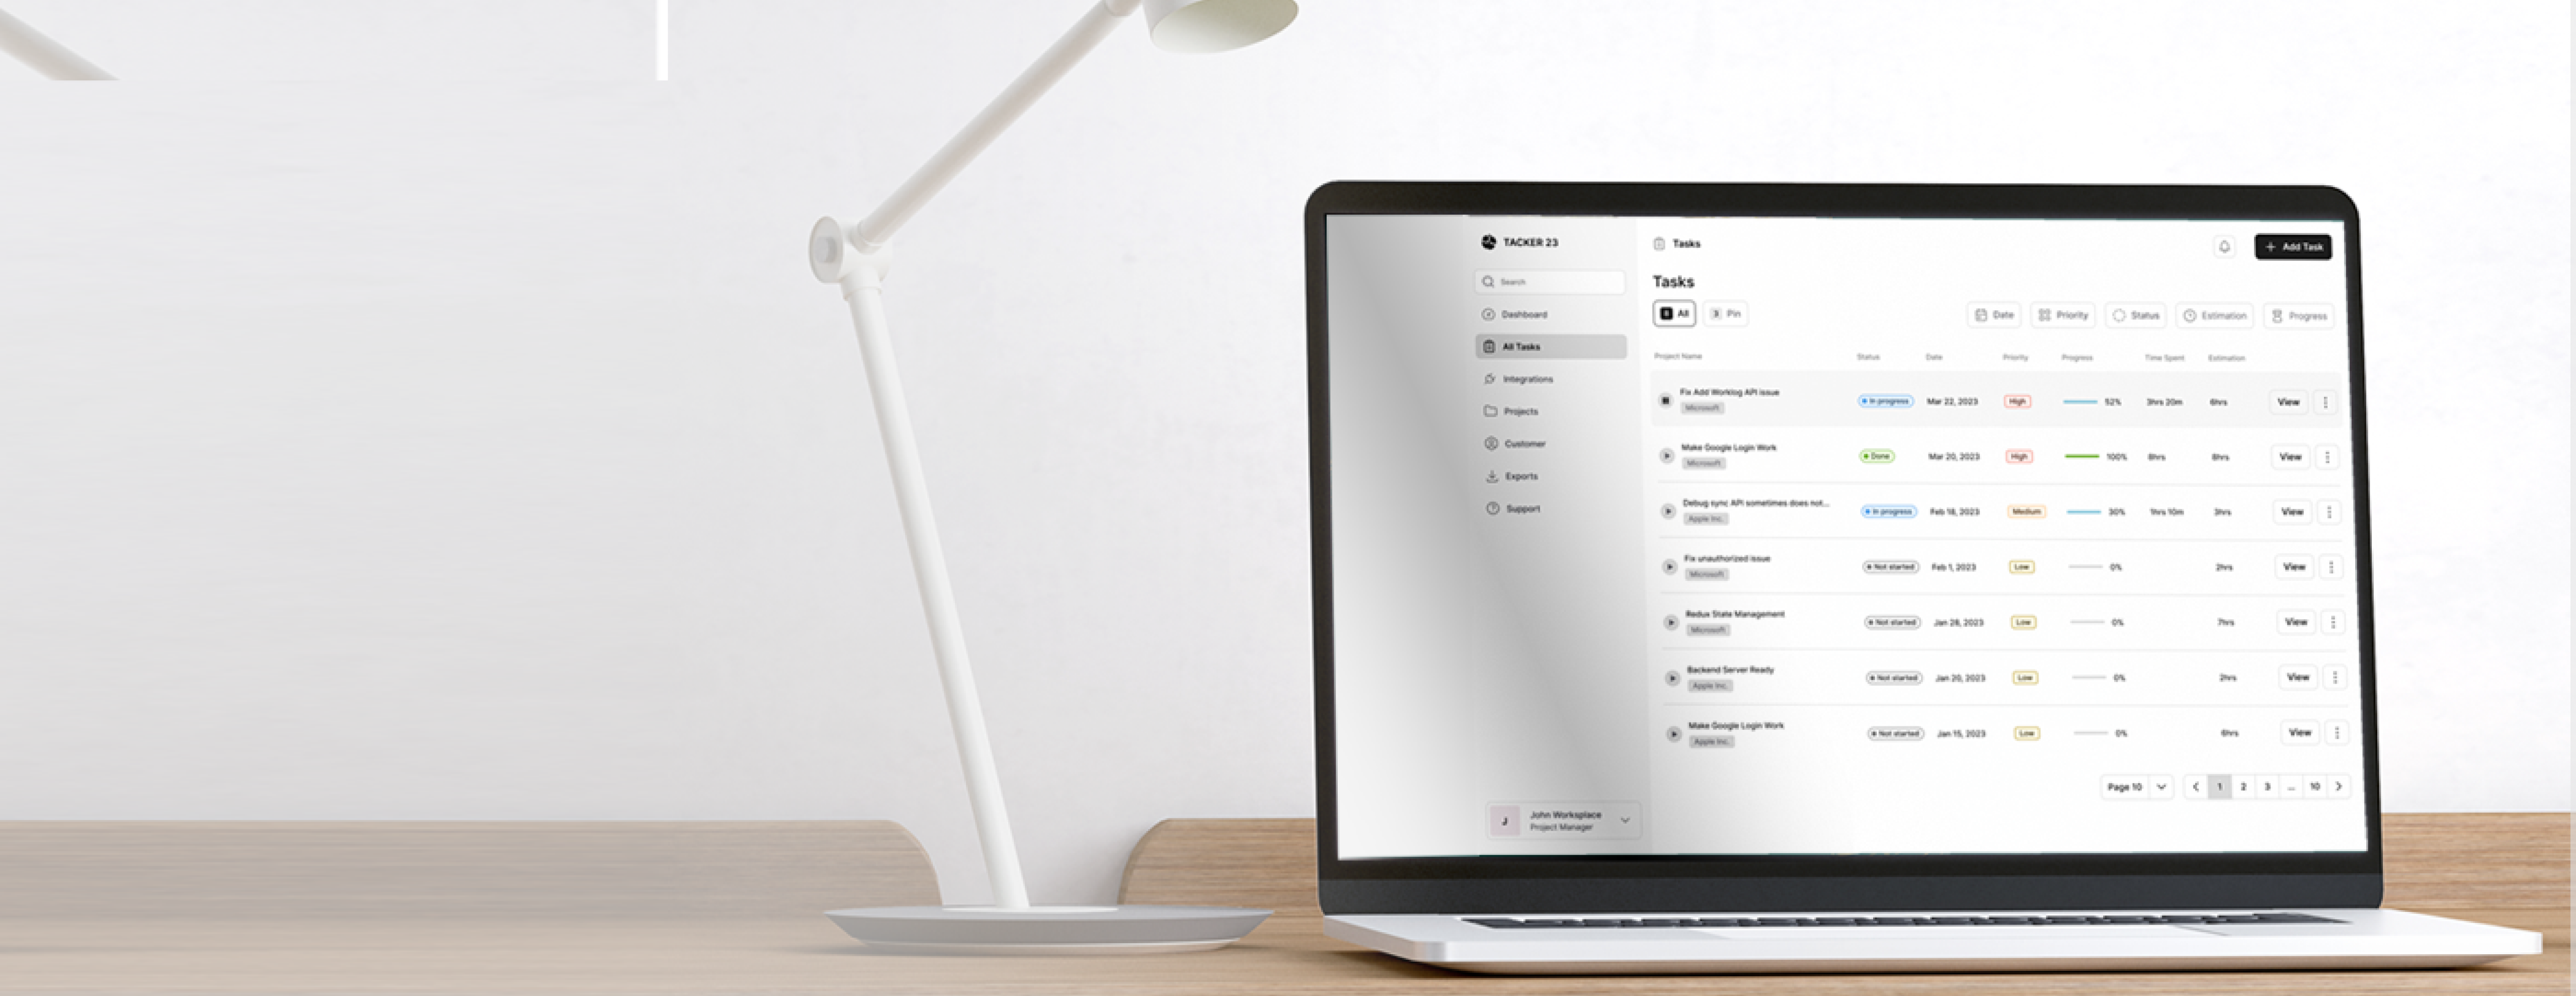 TACKER 23
Search
Dashboard
All Tasks
Integrations
Projects
Customer
Exports
Support
John Worksplace
Project Manager
J
Tasks
+ Add Task
Tasks
All
3 Pin
Date Priority Status Estimation Progress
Project Name Status Date Priority Progress Time Spent Estimation
Fix Add Worklog API issue
Microsoft
In progress Mar 22, 2023 High 52% 3hrs 20m 6hrs View
Make Google Login Work
Microsoft
Done Mar 20, 2023 High 100% 8hrs 8hrs View
Debug sync API sometimes does not...
Apple Inc.
In progress Feb 18, 2023 Medium 30% 1hrs 10m 3hrs View
Fix unauthorized issue
Microsoft
Not started Feb 1, 2023 Low 0% 2hrs View
Redux State Management
Microsoft
Not started Jan 28, 2023 Low 0% 7hrs View
Backend Server Ready
Apple Inc.
Not started Jan 20, 2023 Low 0% 2hrs View
Make Google Login Work
Apple Inc.
Not started Jan 15, 2023 Low 0% 6hrs View
Page 10 1 2 3 ... 10